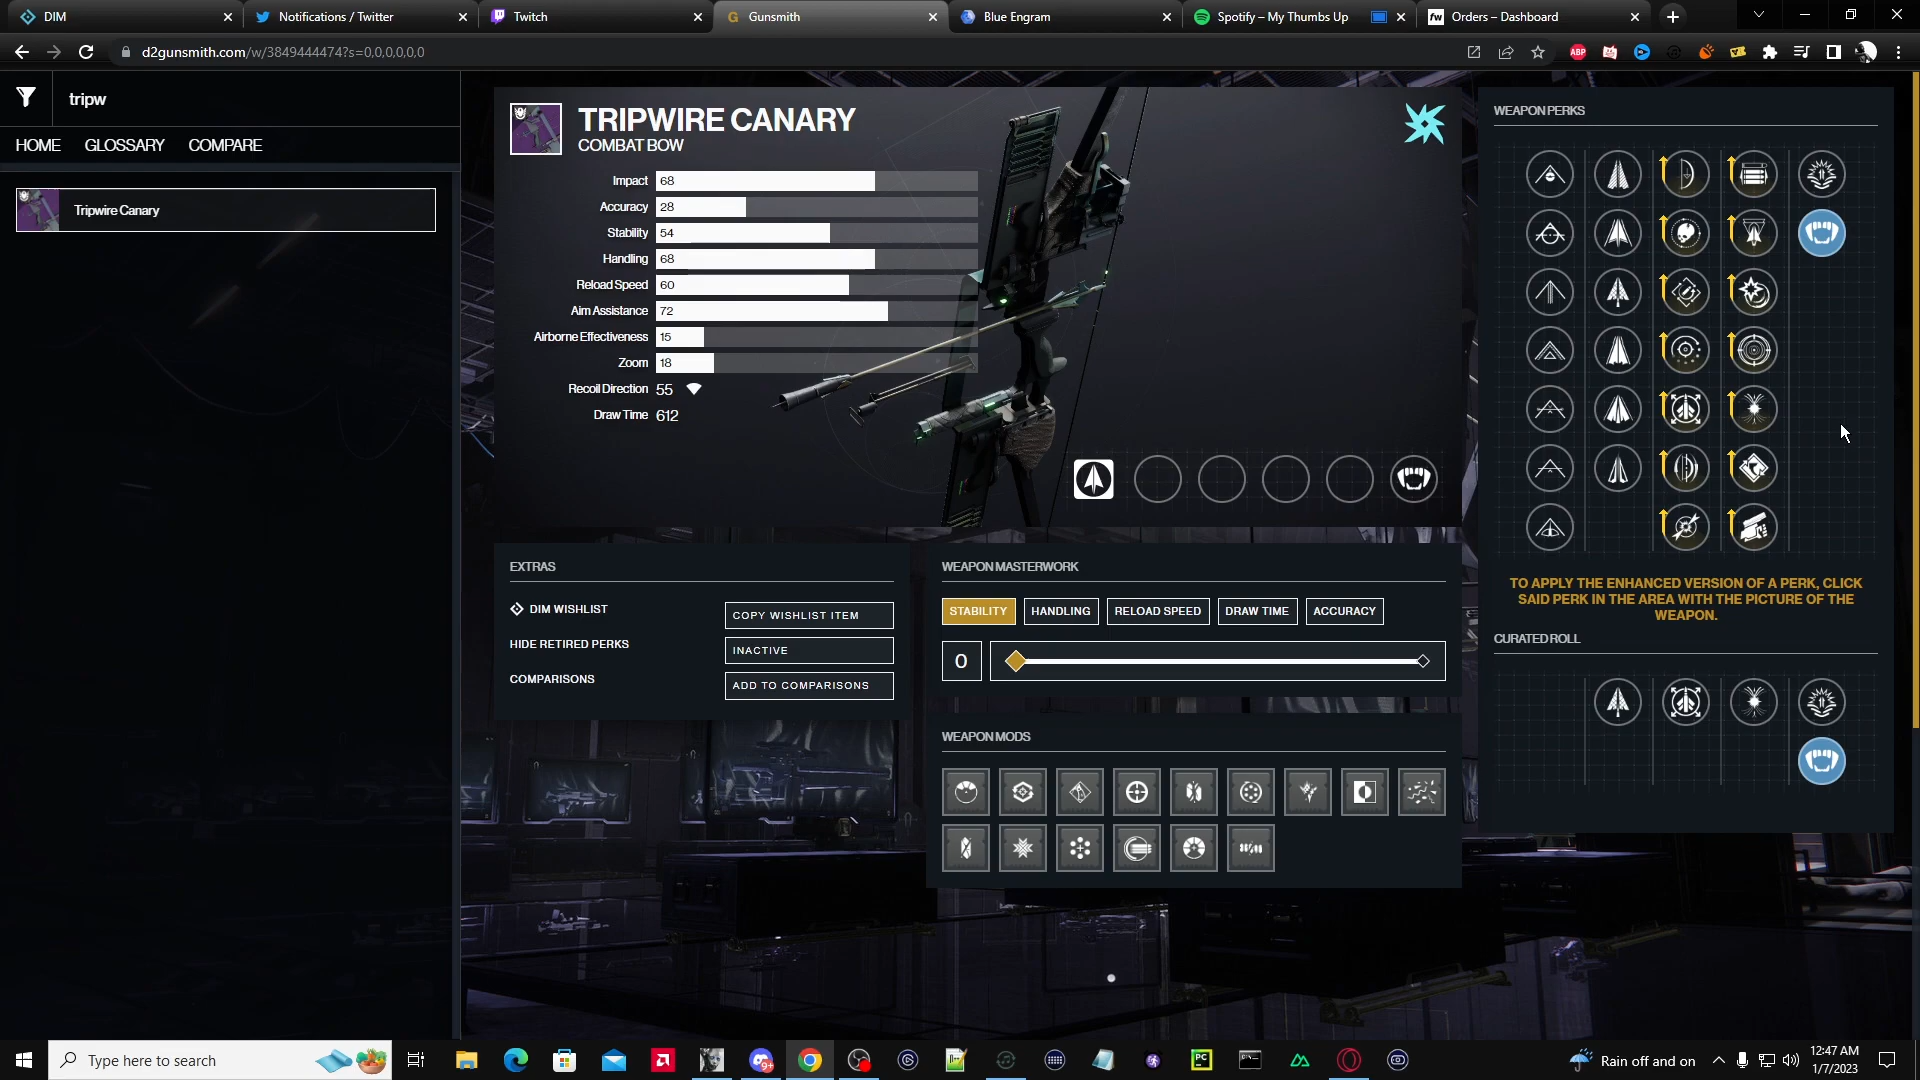 DIM
Notifications / Twitter
Twitch
Gunsmith
Blue Engram
Spotify – My Thumbs Up
fw
Orders – Dashboard
d2gunsmith.com/w/3849444474?s=0,0,0,0,0,0
ABP
tripw
HOME
GLOSSARY
COMPARE
Tripwire Canary
TRIPWIRE CANARY
COMBAT BOW
Impact 68
Accuracy 28
Stability 54
Handling 68
Reload Speed 60
Aim Assistance 72
Airborne Effectiveness 15
Zoom 18
Recoil Direction 55
Draw Time 612
EXTRAS
DIM WISHLIST
COPY WISHLIST ITEM
HIDE RETIRED PERKS
INACTIVE
COMPARISONS
ADD TO COMPARISONS
WEAPON MASTERWORK
STABILITY
HANDLING
RELOAD SPEED
DRAW TIME
ACCURACY
0
WEAPON MODS
WEAPON PERKS
TO APPLY THE ENHANCED VERSION OF A PERK, CLICK
SAID PERK IN THE AREA WITH THE PICTURE OF THE
WEAPON.
CURATED ROLL
Type here to search
9+
PC
Rain off and on
12:47 AM
1/7/2023